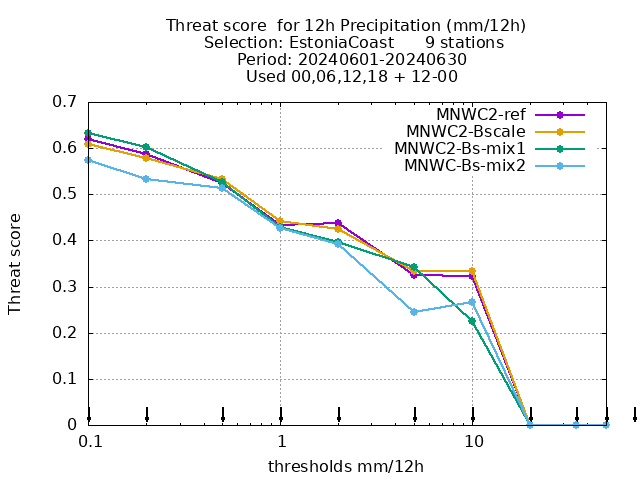 Threat score  for 12h Precipitation (mm/12h)
Selection: EstoniaCoast      9 stations
Period: 20240601-20240630
Used 00,06,12,18 + 12-00
MNWC2-ref
MNWC2-Bscale
MNWC2-Bs-mix1
MNWC-Bs-mix2
Threat score
0.7
0.6
0.5
0.4
0.3
0.2
0.1
0
0.1
1
10
thresholds mm/12h